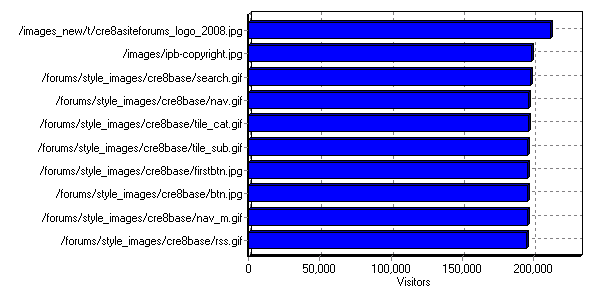 /images_new/t/cre8asiteforums_logo_2008.jpg
/images/ipb-copyright.jpg
/forums/style_images/cre8base/search.gif
/forums/style_images/cre8base/nav.gif
/forums/style_images/cre8base/tile_cat.gif
/forums/style_images/cre8base/tile_sub.gif
/forums/style_images/cre8base/firstbtn.jpg
/forums/style_images/cre8base/btn.jpg
/forums/style_images/cre8base/nav_m.gif
/forums/style_images/cre8base/rss.gif
0 50,000 100,000 150,000 200,000
Visitors